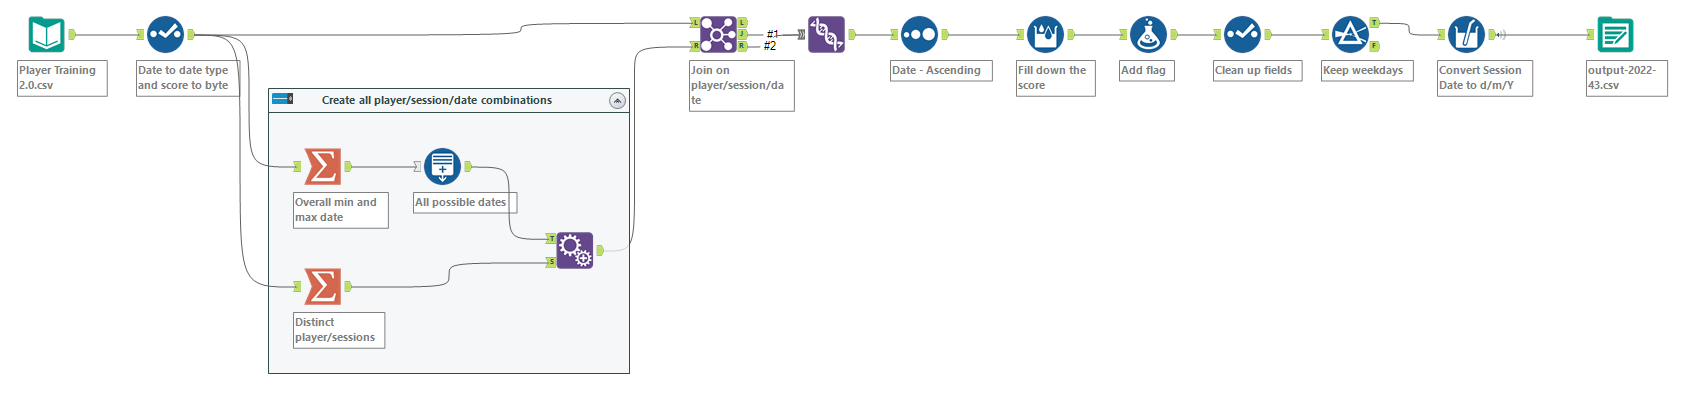 Player Training
2.0.csv
Date to date type
and score to byte
L
R
L
J
R
#1
#2
Join on
player/session/da
te
Date - Ascending
Fill down the
score
Add flag
Clean up fields
T
F
Keep weekdays
Convert Session
Date to d/m/Y
output-2022-
43.csv
Create all player/session/date combinations
Overall min and
max date
All possible dates
T
S
Distinct
player/sessions